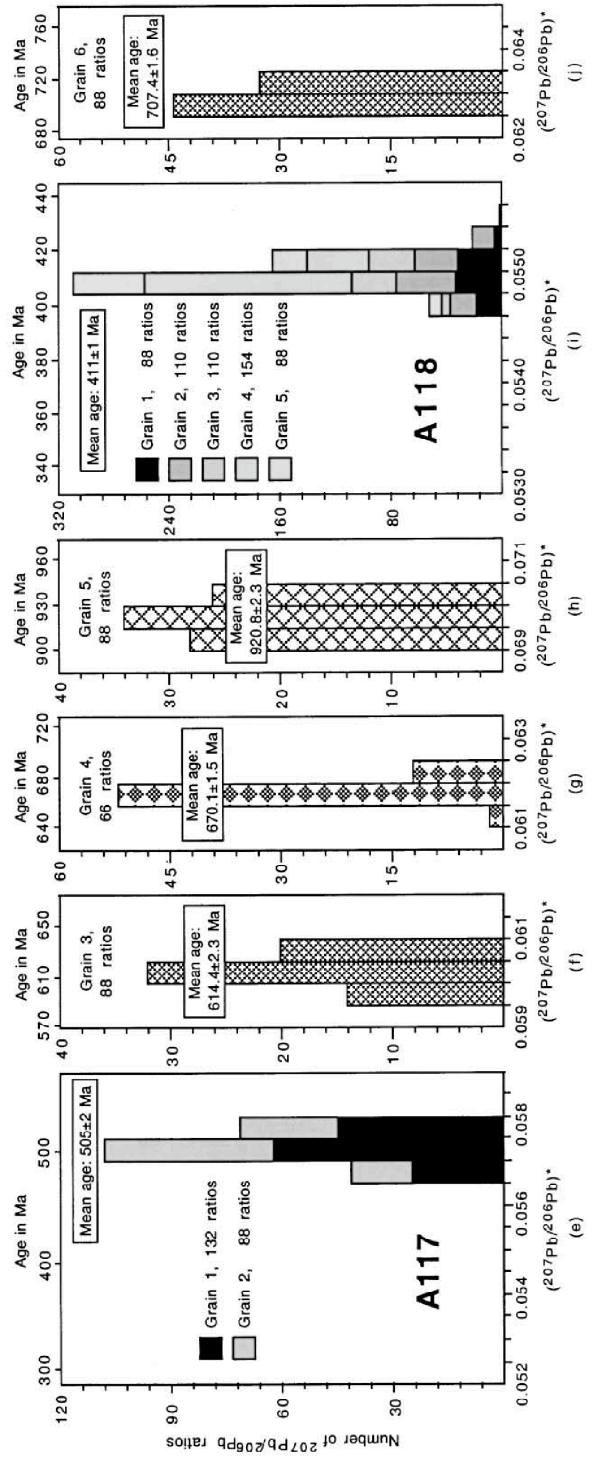 Age in Ma
300 400 500
Mean age: 505±2 Ma
120
90
60
30
Number of ²⁰⁷Pb/²⁰⁶Pb ratios
Grain 1, 132 ratios
Grain 2, 88 ratios
A117
0.052 0.054 0.056 0.058
(²⁰⁷Pb/²⁰⁶Pb)*
(e)
Age in Ma
570 610 650
40
30
20
10
Grain 3,
88 ratios
Mean age:
614.4±2.3 Ma
0.059 0.061
(²⁰⁷Pb/²⁰⁶Pb)*
(f)
Age in Ma
640 680 720
60
45
30
15
Grain 4,
66 ratios
Mean age:
670.1±1.5 Ma
0.061 0.063
(²⁰⁷Pb/²⁰⁶Pb)*
(g)
Age in Ma
900 930 960
40
30
20
10
Grain 5,
88 ratios
Mean age:
920.8±2.3 Ma
0.069 0.071
(²⁰⁷Pb/²⁰⁶Pb)*
(h)
Age in Ma
340 360 380 400 420 440
320
240
160
80
Mean age: 411±1 Ma
Grain 1, 88 ratios
Grain 2, 110 ratios
Grain 3, 110 ratios
Grain 4, 154 ratios
Grain 5, 88 ratios
A118
0.0530 0.0540 0.0550
(²⁰⁷Pb/²⁰⁶Pb)*
(i)
Age in Ma
680 720 760
60
45
30
15
Grain 6,
88 ratios
Mean age:
707.4±1.6 Ma
0.062 0.064
(²⁰⁷Pb/²⁰⁶Pb)*
(j)